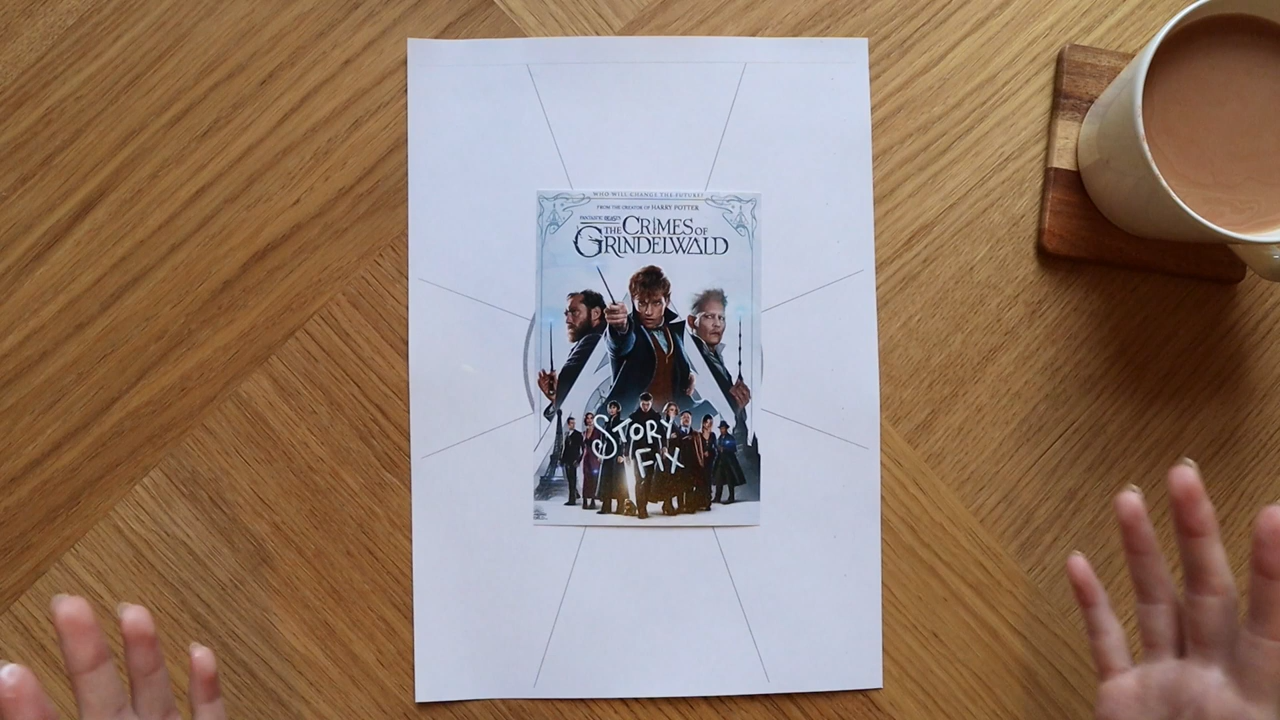 WHO WILL CHANGE THE FUTURE?
FROM THE CREATOR OF HARRY POTTER
FANTASTIC BEASTS
THE CRIMES OF
GRINDELWALD
STORY
FIX